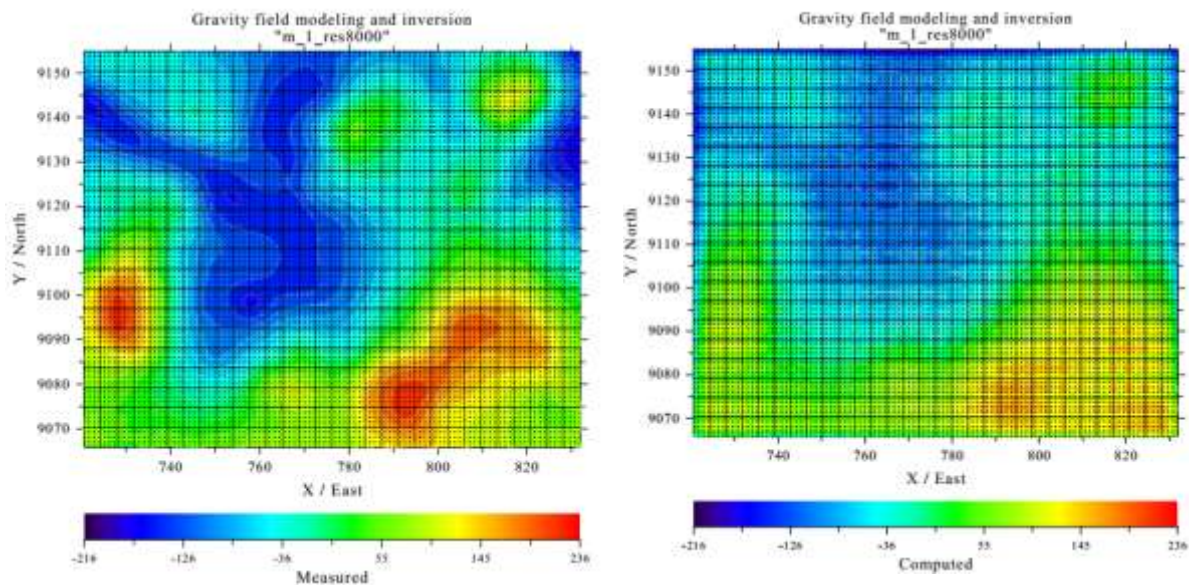 Gravity field modeling and inversion
"m_1_res8000"
9150
9140
9130
9120
9110
9100
9090
9080
9070
Y / North
740 760 780 800 820
X / East
-216 -126 -36 55 145 236
Measured
Gravity field modeling and inversion
"m_1_res8000"
9150
9140
9130
9120
9110
9100
9090
9080
9070
Y / North
740 760 780 800 820
X / East
-216 -126 -36 55 145 236
Computed